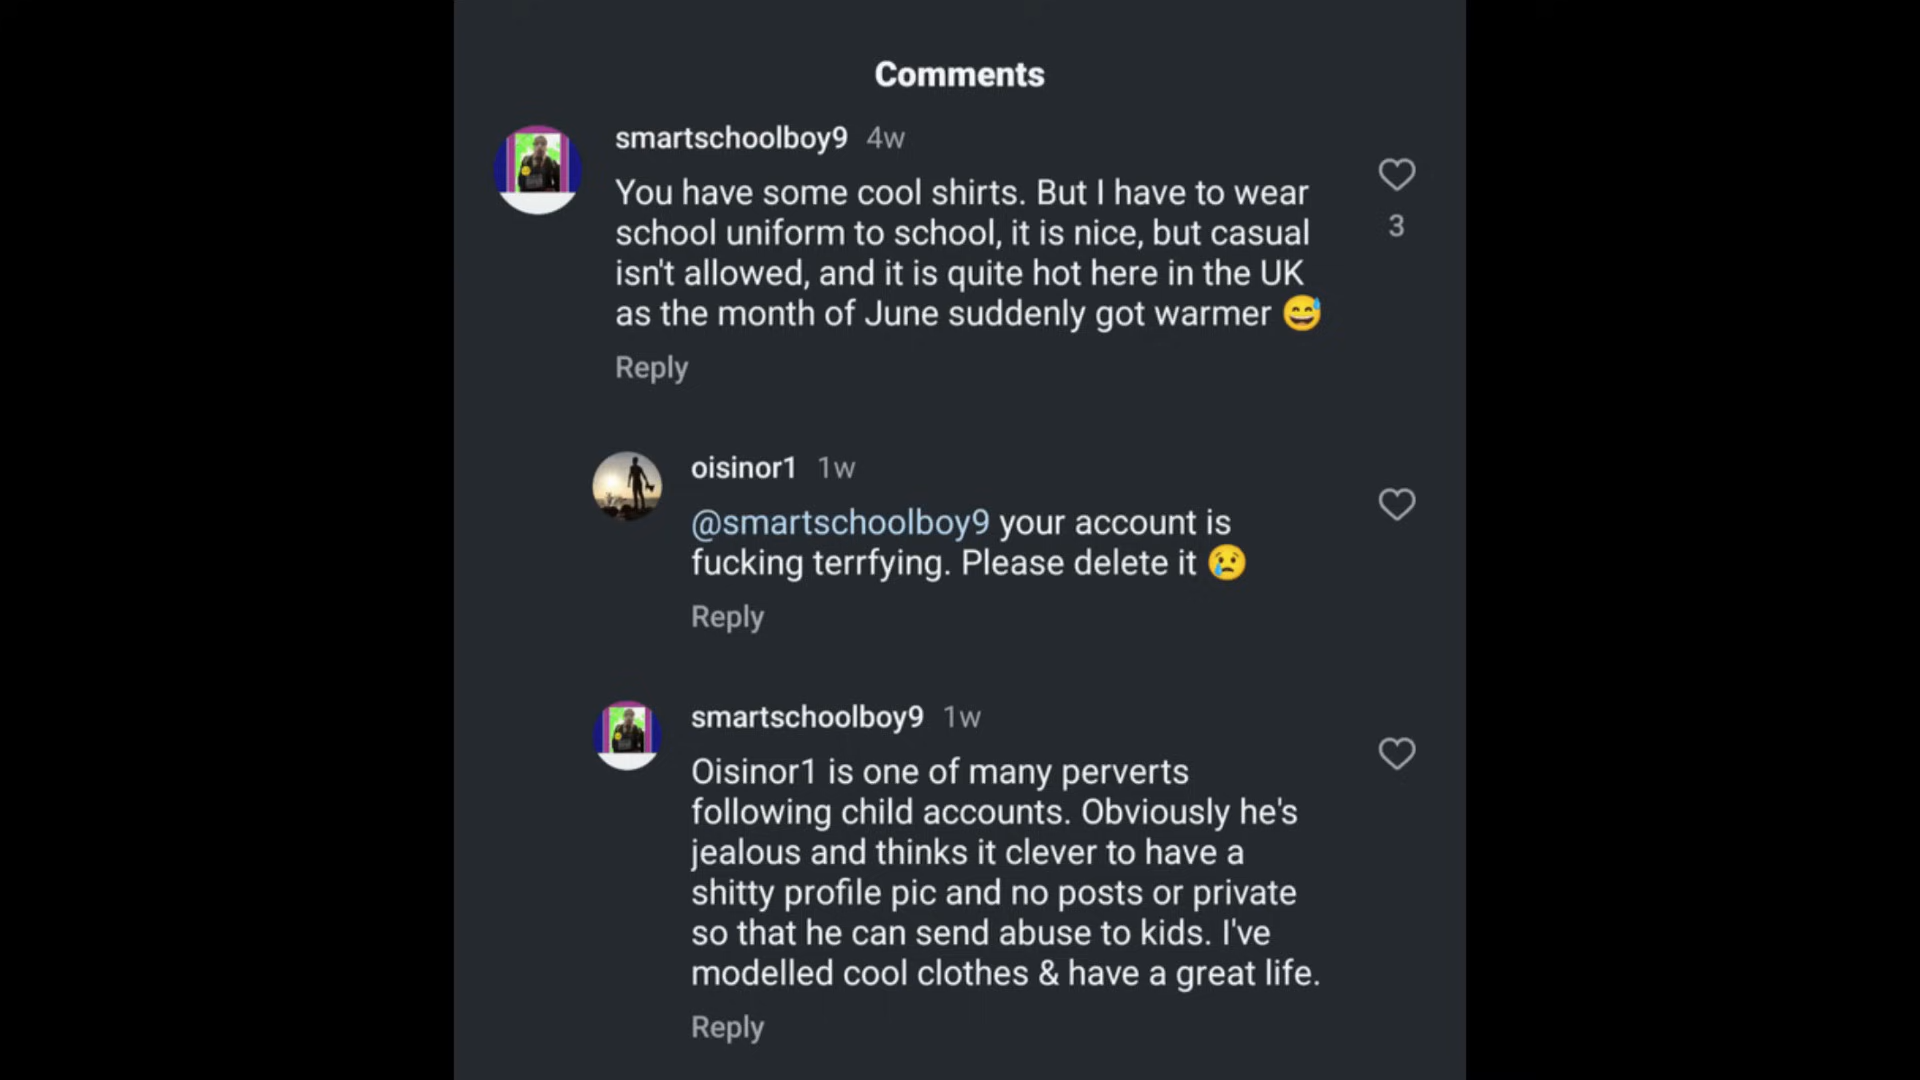 Comments
smartschoolboy9 4w
You have some cool shirts. But I have to wear
school uniform to school, it is nice, but casual
isn't allowed, and it is quite hot here in the UK
as the month of June suddenly got warmer 😅
3
Reply
oisinor1 1w
@smartschoolboy9 your account is
fucking terrfying. Please delete it 😢
Reply
smartschoolboy9 1w
Oisinor1 is one of many perverts
following child accounts. Obviously he's
jealous and thinks it clever to have a
shitty profile pic and no posts or private
so that he can send abuse to kids. I've
modelled cool clothes & have a great life.
Reply